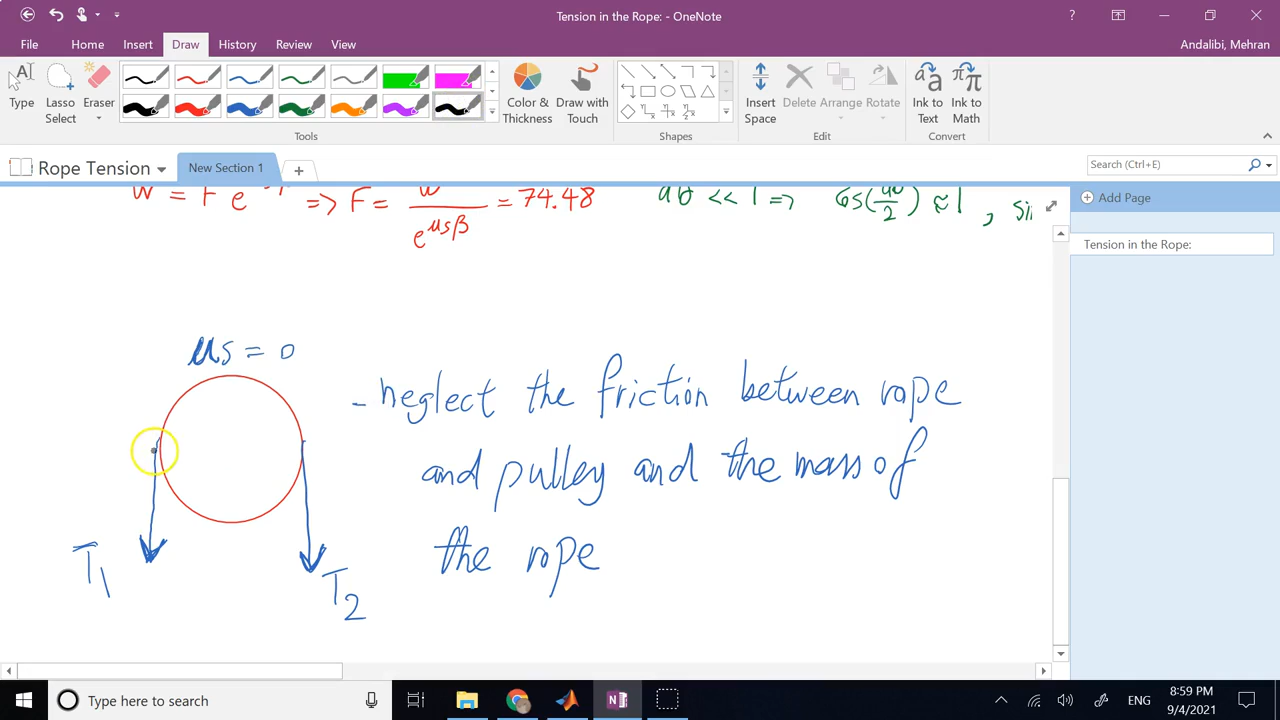 Tension in the Rope: - OneNote
?
File Home Insert Draw History Review View
Andalibi, Mehran
Type
Lasso Select
Eraser
Color & Thickness
Draw with Touch
Insert Space
Delete Arrange Rotate
Ink to Text
Ink to Math
Tools
Shapes
Edit
Convert
Rope Tension
New Section 1
Search (Ctrl+E)
Add Page
Tension in the Rope:
=> F = w / e^μsβ = 74.48
<< 1 => ≈ 1 ,
μs = 0
- neglect the friction between rope
and pulley and the mass of
the rope
T1
T2
Type here to search
ENG
8:59 PM
9/4/2021